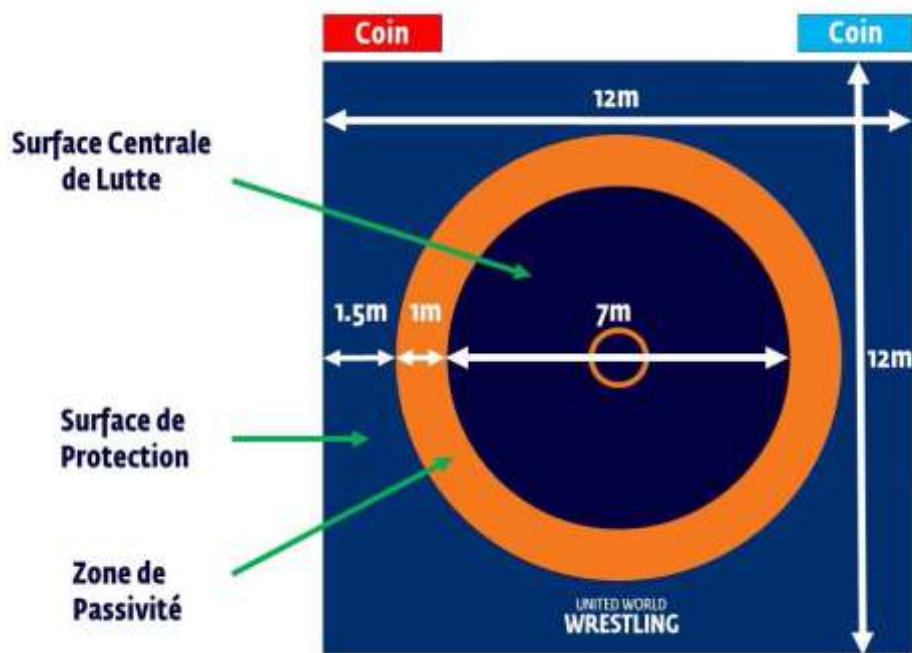 Coin
Coin
12m
Surface Centrale
de Lutte
1.5m
1m
7m
12m
Surface de
Protection
Zone de
Passivité
UNITED WORLD
WRESTLING